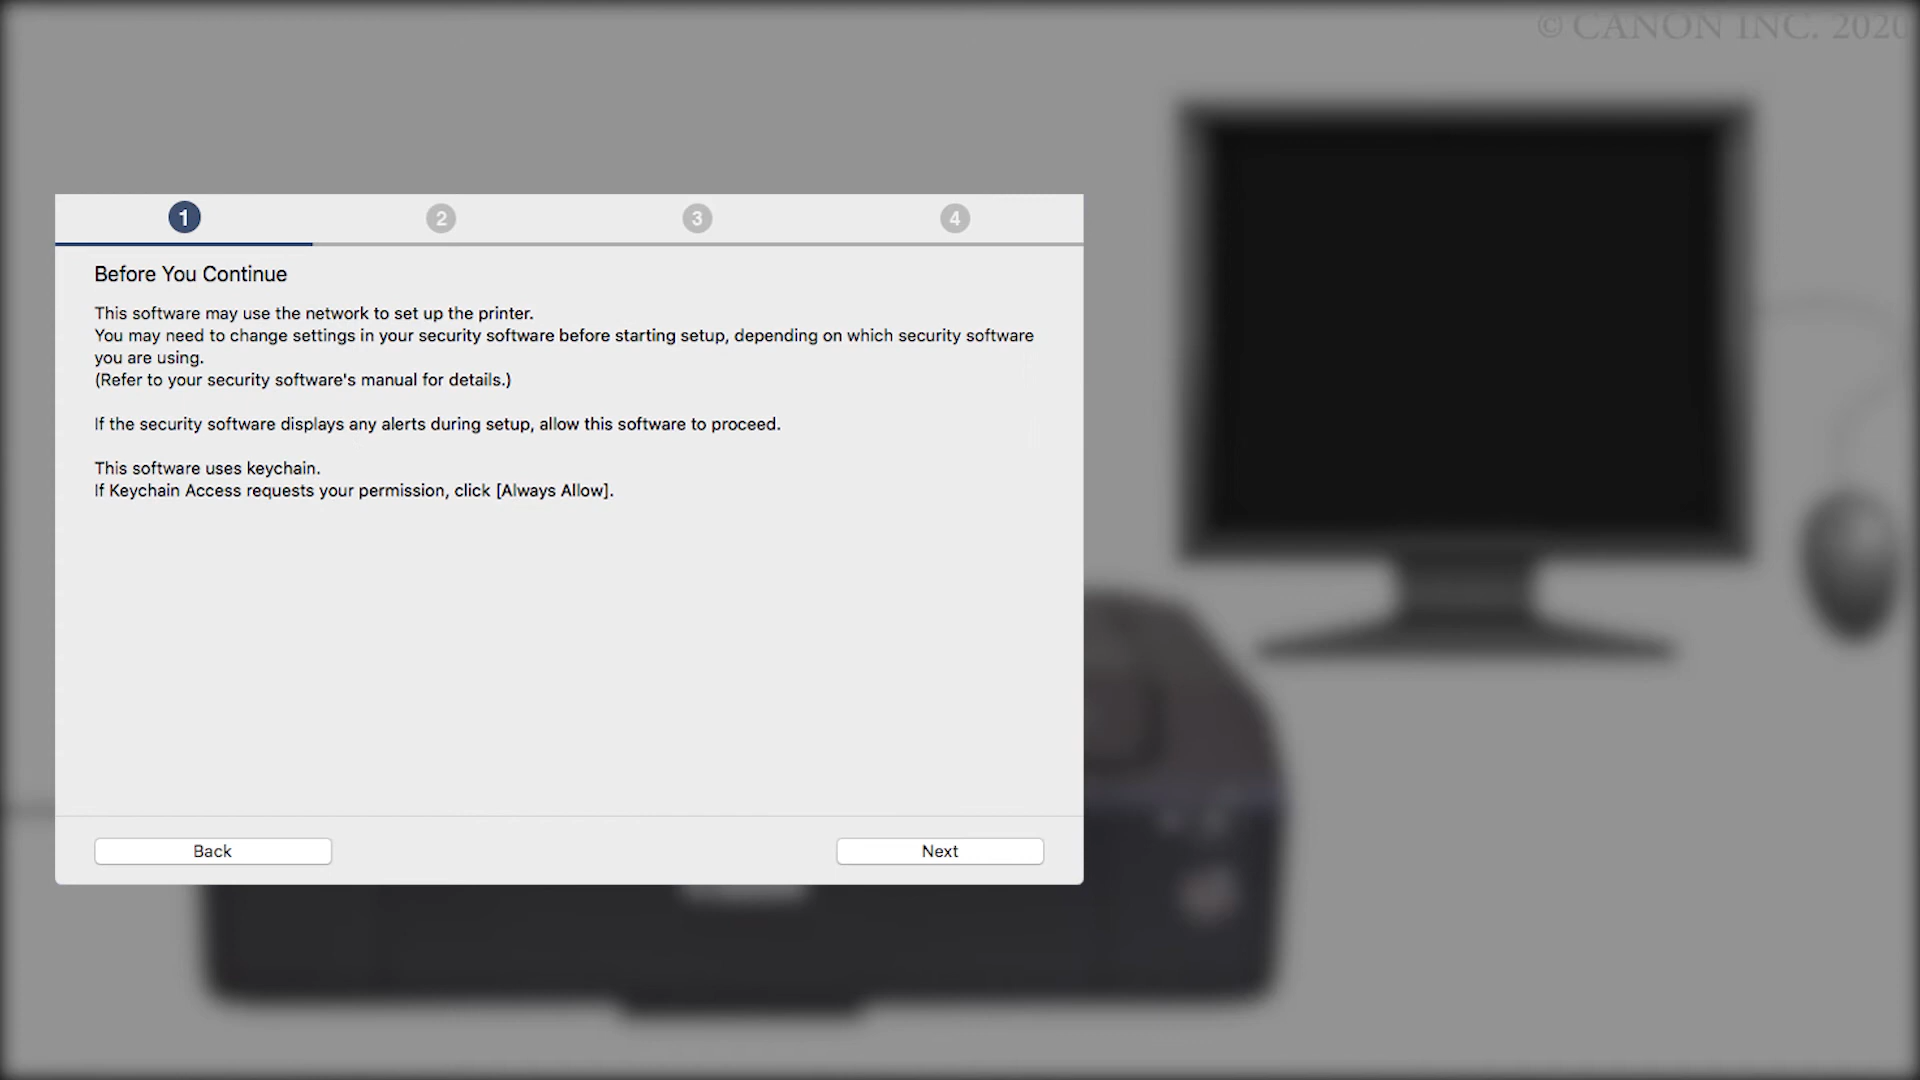 © CANON INC. 2020
1 2 3 4
Before You Continue
This software may use the network to set up the printer.
You may need to change settings in your security software before starting setup, depending on which security software
you are using.
(Refer to your security software's manual for details.)
If the security software displays any alerts during setup, allow this software to proceed.
This software uses keychain.
If Keychain Access requests your permission, click [Always Allow].
Back Next